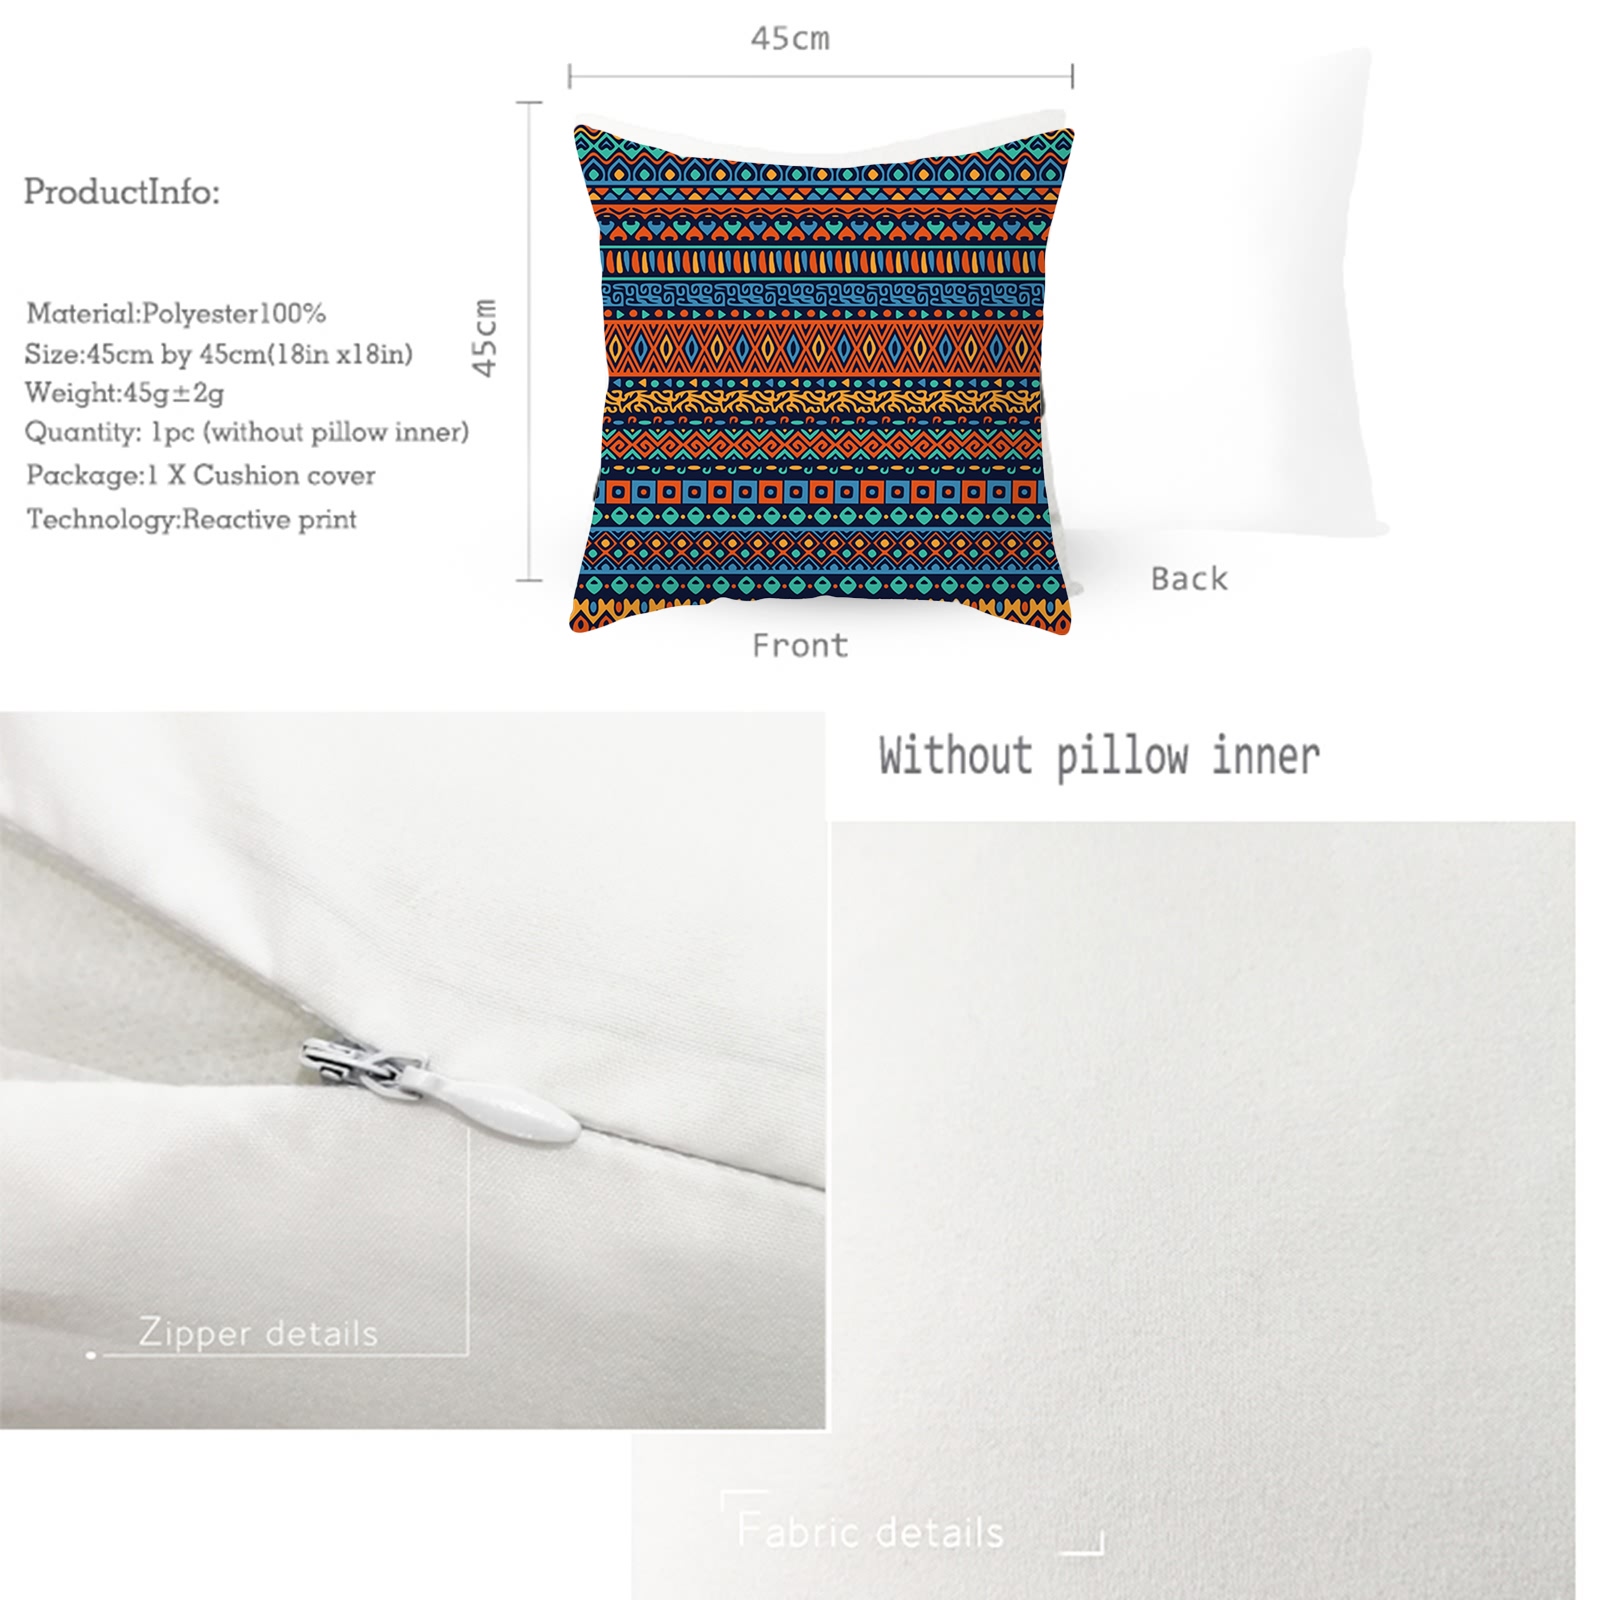 45cm
ProductInfo:
45cm
Material:Polyester100%
Size:45cm by 45cm(18in x18in)
Weight:45g±2g
Quantity: 1pc (without pillow inner)
Package:1 X Cushion cover
Technology:Reactive print
Back
Front
Without pillow inner
Zipper details
Fabric details